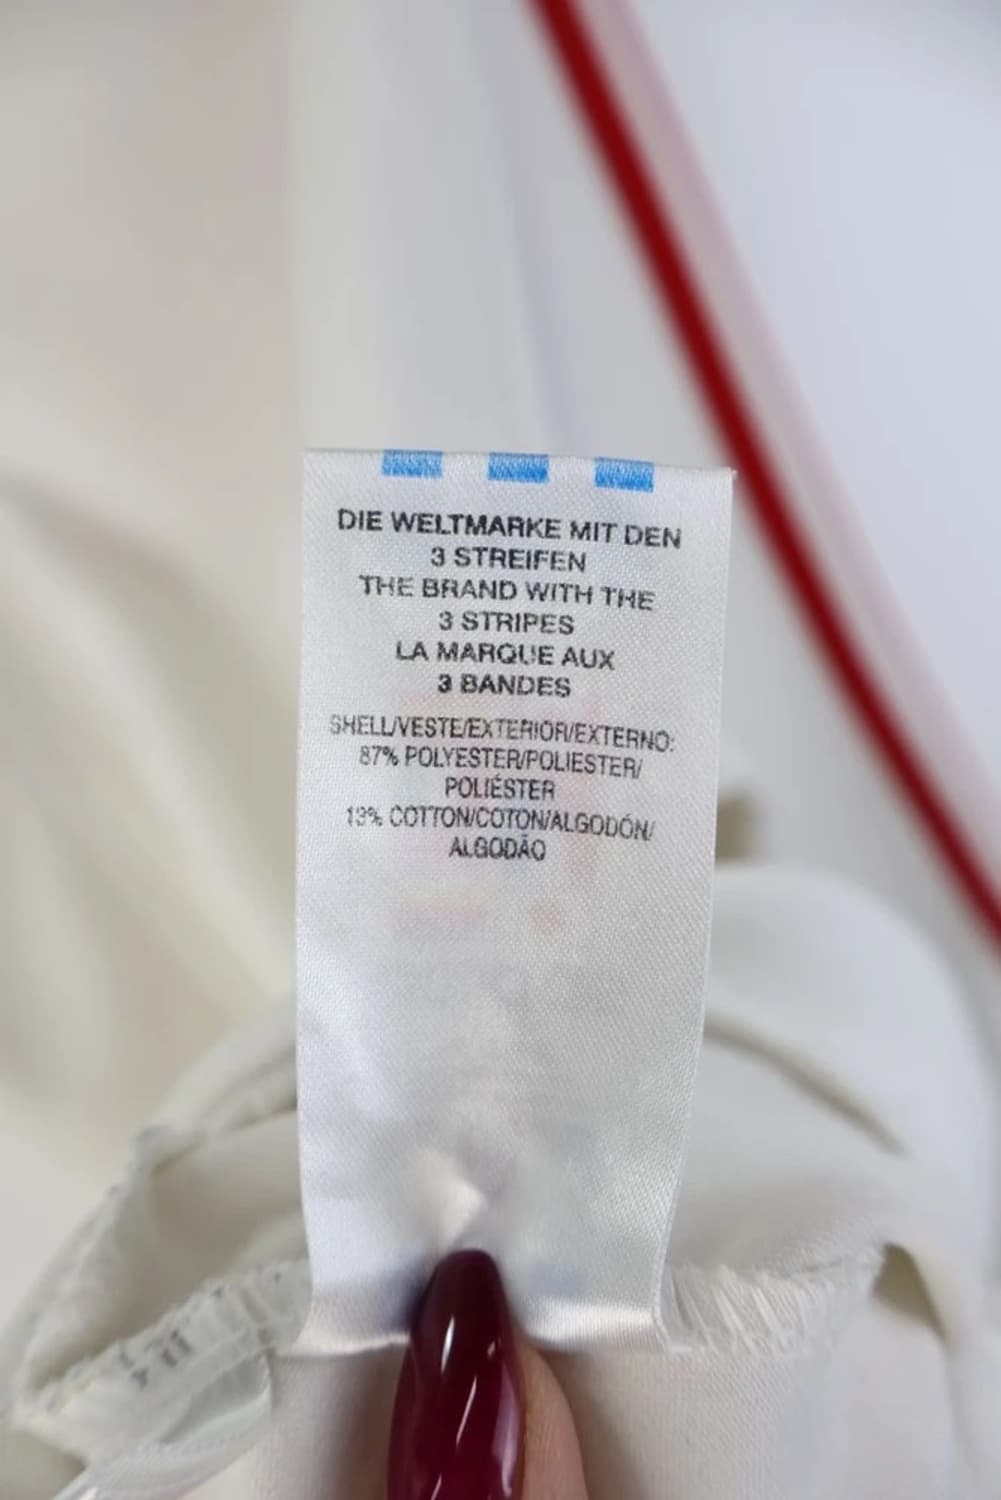 DIE WELTMARKE MIT DEN
3 STREIFEN
THE BRAND WITH THE
3 STRIPES
LA MARQUE AUX
3 BANDES
SHELL/VESTE/EXTERIOR/EXTERNO:
87% POLYESTER/POLIESTER/
POLIÉSTER
13% COTTON/COTON/ALGODÓN/
ALGODÃO